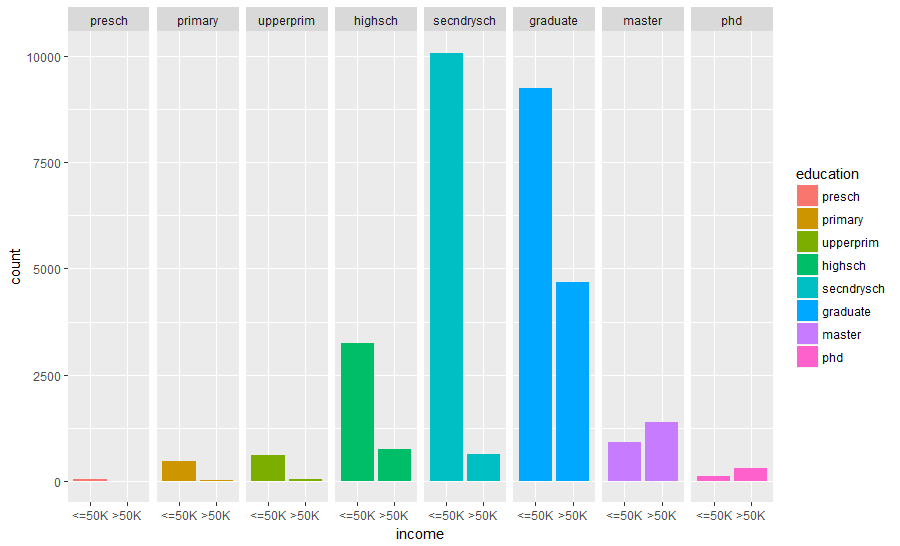 presch primary upperprim highsch secndrysch graduate master phd
10000
7500
5000
2500
0
count
<=50K >50K <=50K >50K <=50K >50K <=50K >50K <=50K >50K <=50K >50K <=50K >50K <=50K >50K
income
education
presch
primary
upperprim
highsch
secndrysch
graduate
master
phd